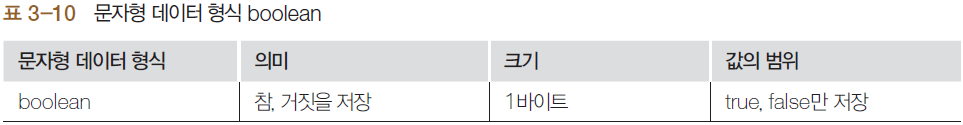 표 3-10 문자형 데이터 형식 boolean
문자형 데이터 형식 의미 크기 값의 범위
boolean 참, 거짓을 저장 1바이트 true, false만 저장